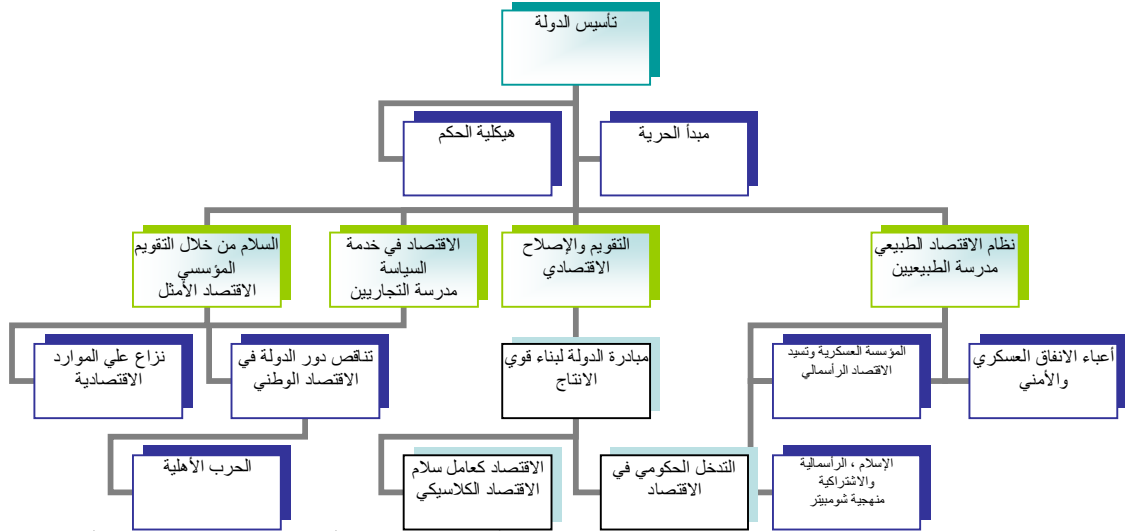 تأسيس الدولة
مبدأ الحرية
هيكلية الحكم
نظام الاقتصاد الطبيعي
مدرسة الطبيعيين
التقويم والإصلاح
الاقتصادي
الاقتصاد في خدمة
السياسة
مدرسة التجاريين
السلام من خلال التقويم
المؤسسي
الاقتصاد الأمثل
أعباء الانفاق العسكري
والأمني
المؤسسة العسكرية وتسيد
الاقتصاد الرأسمالي
مبادرة الدولة لبناء قوي
الانتاج
تناقص دور الدولة في
الاقتصاد الوطني
نزاع علي الموارد
الاقتصادية
الإسلام ، الرأسمالية
والاشتراكية
منهجية شومبيتر
التدخل الحكومي في
الاقتصاد
الاقتصاد كعامل سلام
الاقتصاد الكلاسيكي
الحرب الأهلية